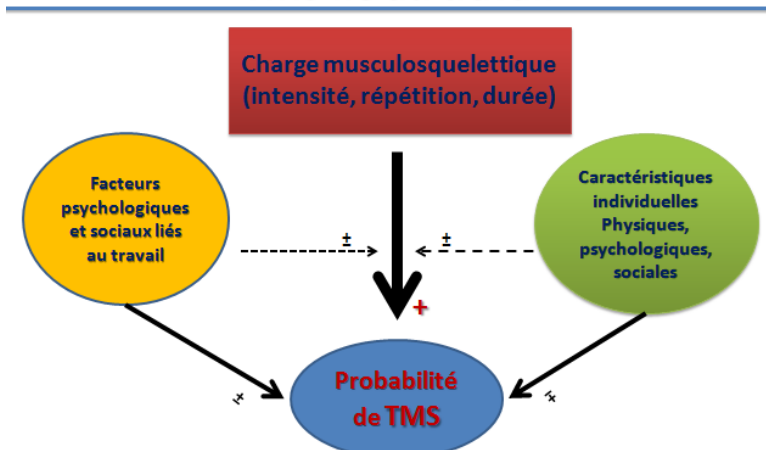 Charge musculosquelettique
(intensité, répétition, durée)
Facteurs
psychologiques
et sociaux liés
au travail
Caractéristiques
individuelles
Physiques,
psychologiques,
sociales
±
±
+
Probabilité
de TMS
±
±